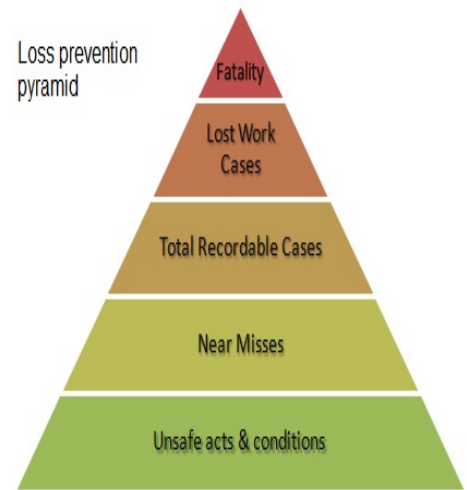 Loss prevention
pyramid
Fatality
Lost Work
Cases
Total Recordable Cases
Near Misses
Unsafe acts & conditions